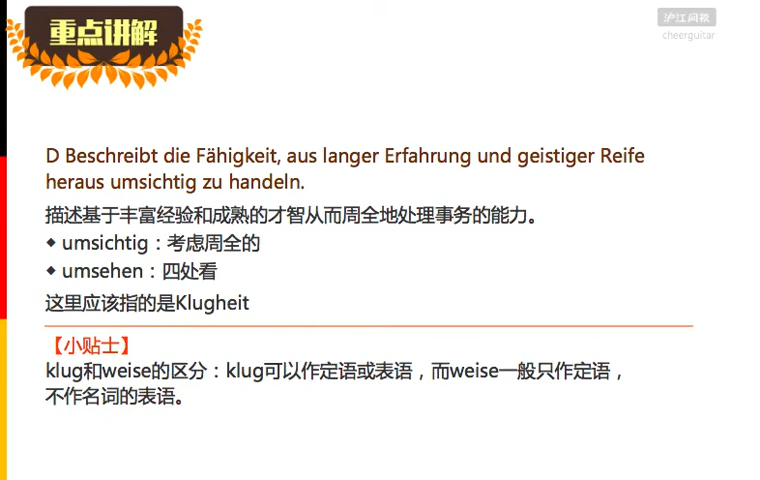 重点讲解
沪江网校
cheerguitar
D Beschreibt die Fähigkeit, aus langer Erfahrung und geistiger Reife
heraus umsichtig zu handeln.
描述基于丰富经验和成熟的才智从而周全地处理事务的能力。
◆ umsichtig：考虑周全的
◆ umsehen：四处看
这里应该指的是Klugheit
【小贴士】
klug和weise的区分：klug可以作定语或表语，而weise一般只作定语，
不作名词的表语。